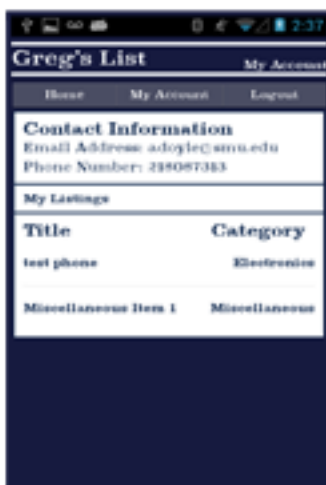 2:37
Greg's List
My Account
Home My Account Logout
Contact Information
Email Address: adoyle@smu.edu
Phone Number:
My Listings
Title Category
test phone Electronics
Miscellaneous Item 1 Miscellaneous